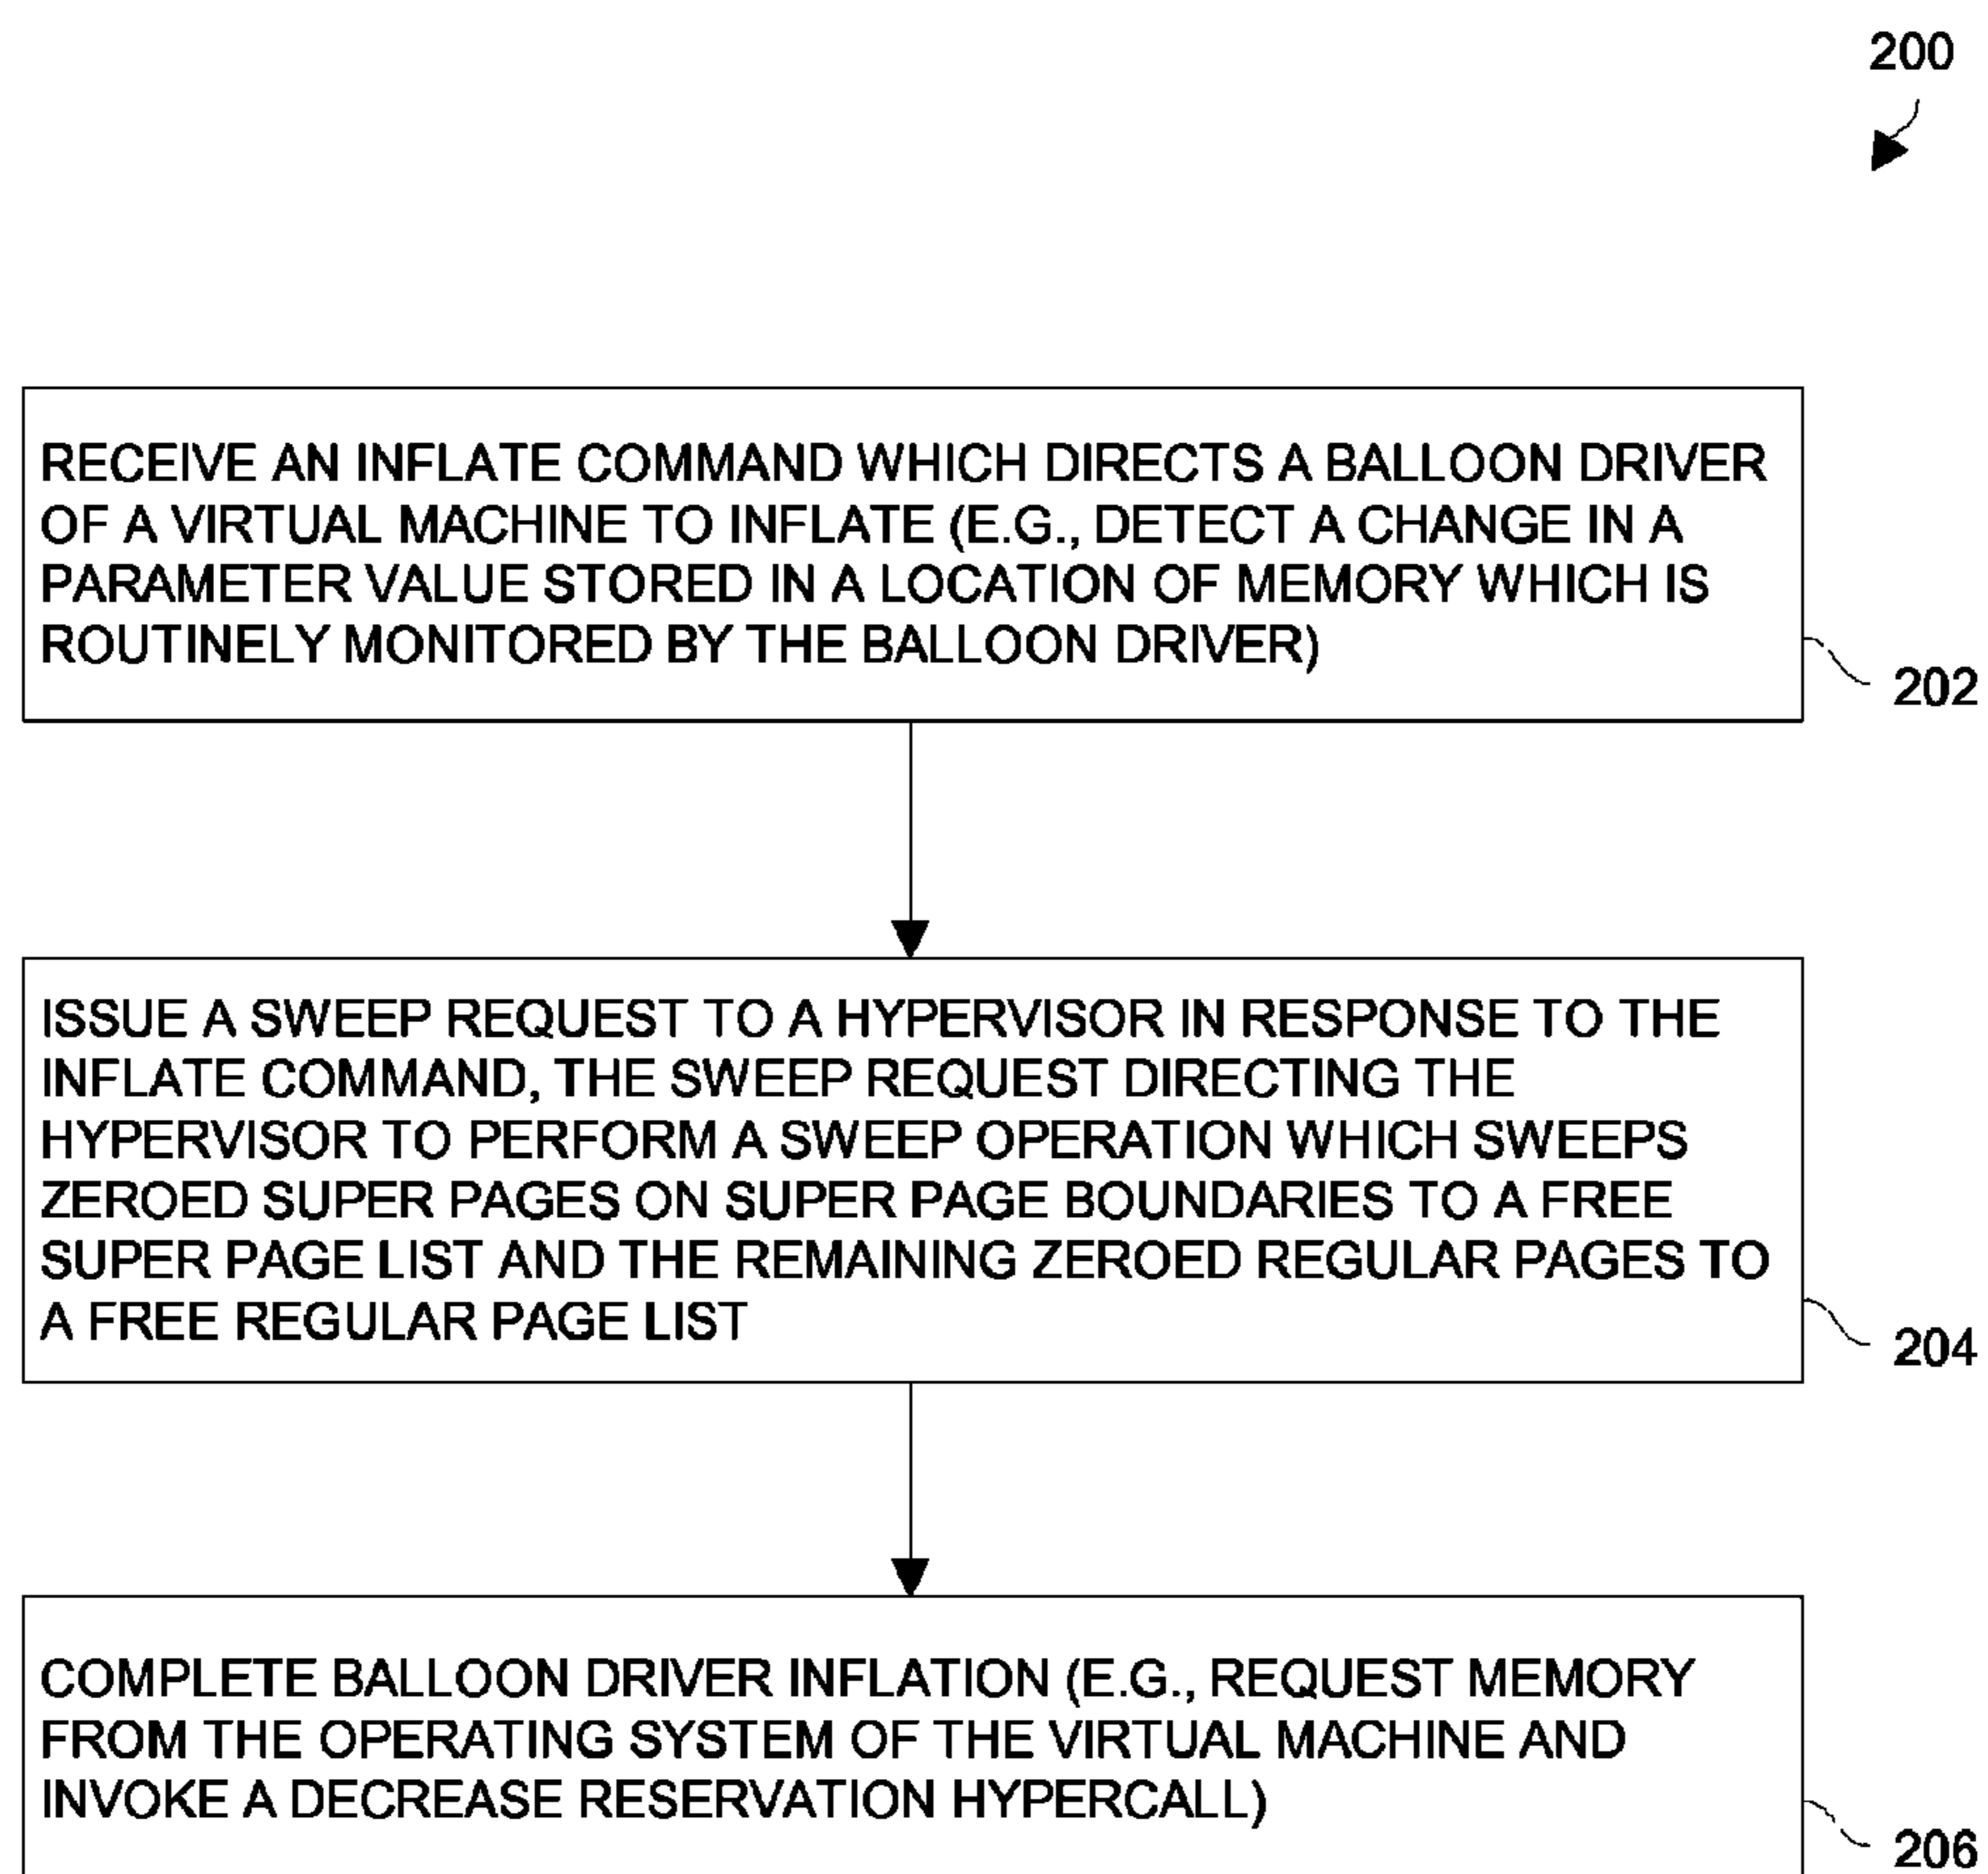 200
RECEIVE AN INFLATE COMMAND WHICH DIRECTS A BALLOON DRIVER
OF A VIRTUAL MACHINE TO INFLATE (E.G., DETECT A CHANGE IN A
PARAMETER VALUE STORED IN A LOCATION OF MEMORY WHICH IS
ROUTINELY MONITORED BY THE BALLOON DRIVER)
202
ISSUE A SWEEP REQUEST TO A HYPERVISOR IN RESPONSE TO THE
INFLATE COMMAND, THE SWEEP REQUEST DIRECTING THE
HYPERVISOR TO PERFORM A SWEEP OPERATION WHICH SWEEPS
ZEROED SUPER PAGES ON SUPER PAGE BOUNDARIES TO A FREE
SUPER PAGE LIST AND THE REMAINING ZEROED REGULAR PAGES TO
A FREE REGULAR PAGE LIST
204
COMPLETE BALLOON DRIVER INFLATION (E.G., REQUEST MEMORY
FROM THE OPERATING SYSTEM OF THE VIRTUAL MACHINE AND
INVOKE A DECREASE RESERVATION HYPERCALL)
206